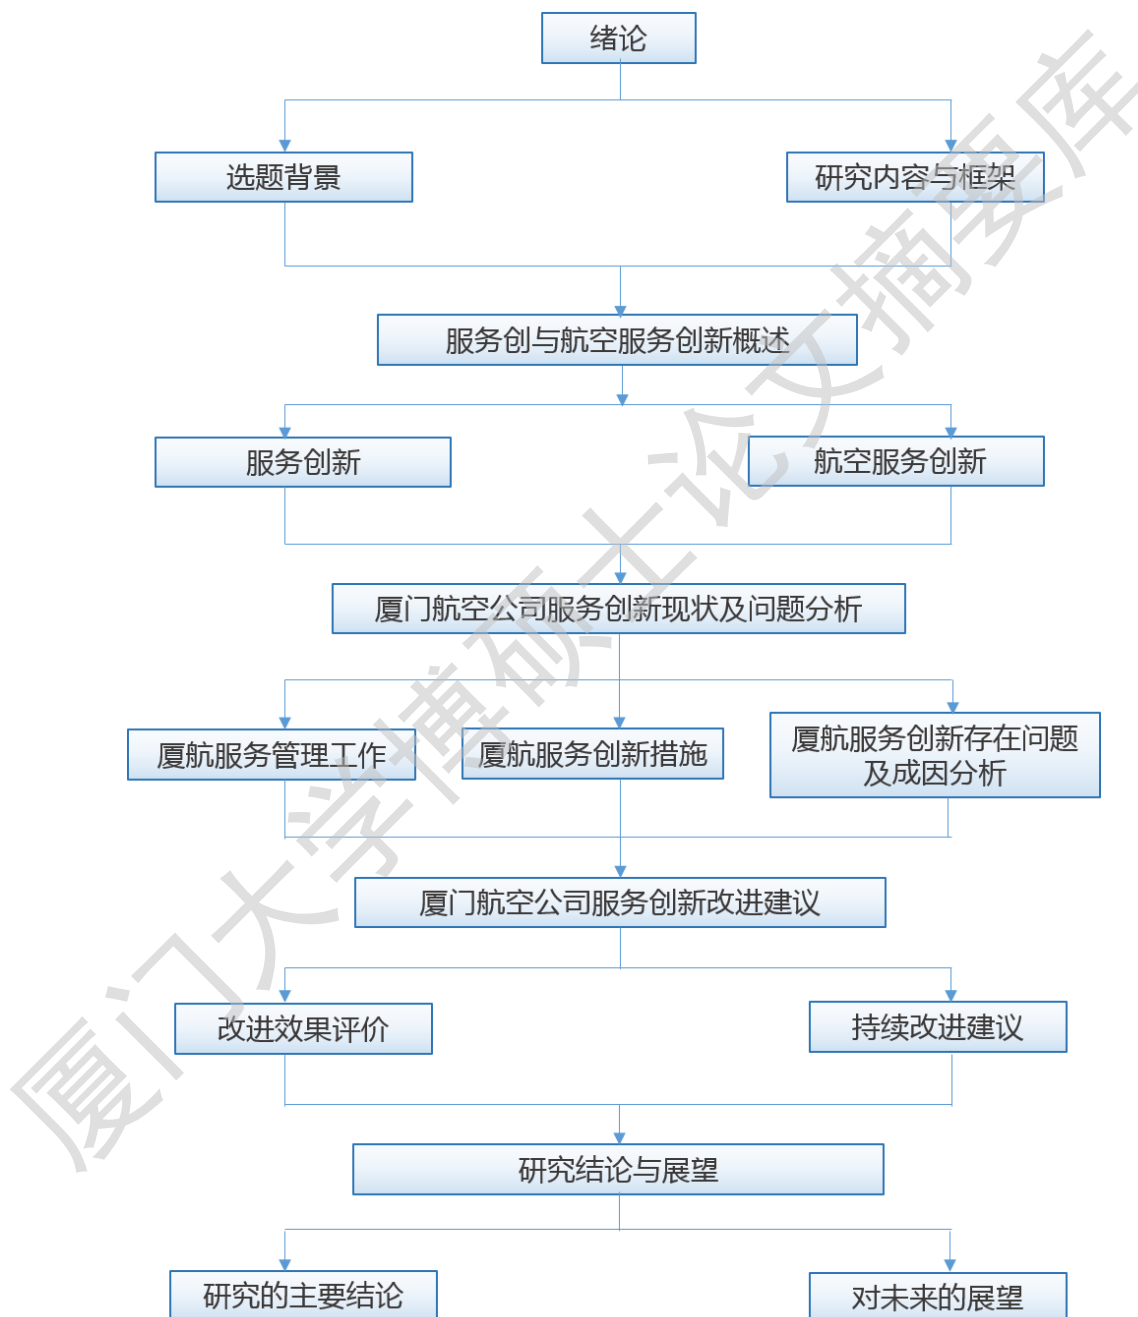 绪论
选题背景
研究内容与框架
服务创与航空服务创新概述
服务创新
航空服务创新
厦门航空公司服务创新现状及问题分析
厦航服务管理工作
厦航服务创新措施
厦航服务创新存在问题
及成因分析
厦门航空公司服务创新改进建议
改进效果评价
持续改进建议
研究结论与展望
研究的主要结论
对未来的展望
厦门大学博硕士论文摘要库